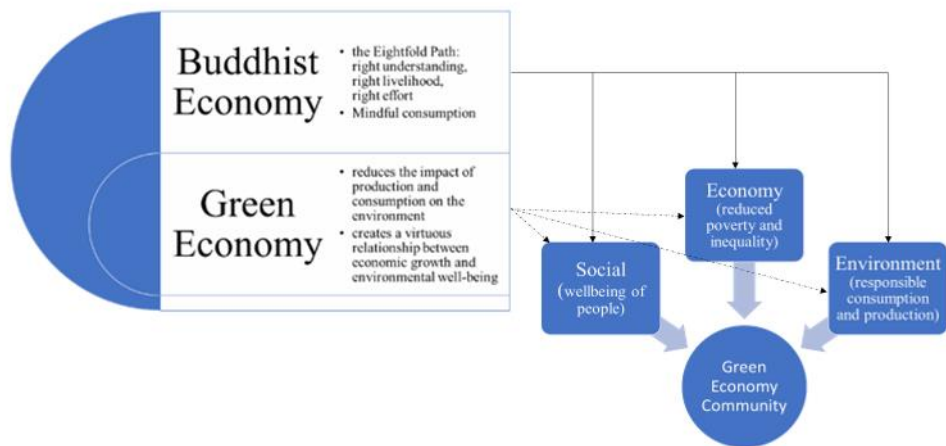 Buddhist
Economy
• the Eightfold Path:
right understanding,
right livelihood,
right effort
• Mindful consumption
Green
Economy
• reduces the impact of
production and
consumption on the
environment
• creates a virtuous
relationship between
economic growth and
environmental well-being
Economy
(reduced
poverty and
inequality)
Social
(wellbeing of
people)
Environment
(responsible
consumption
and production)
Green
Economy
Community